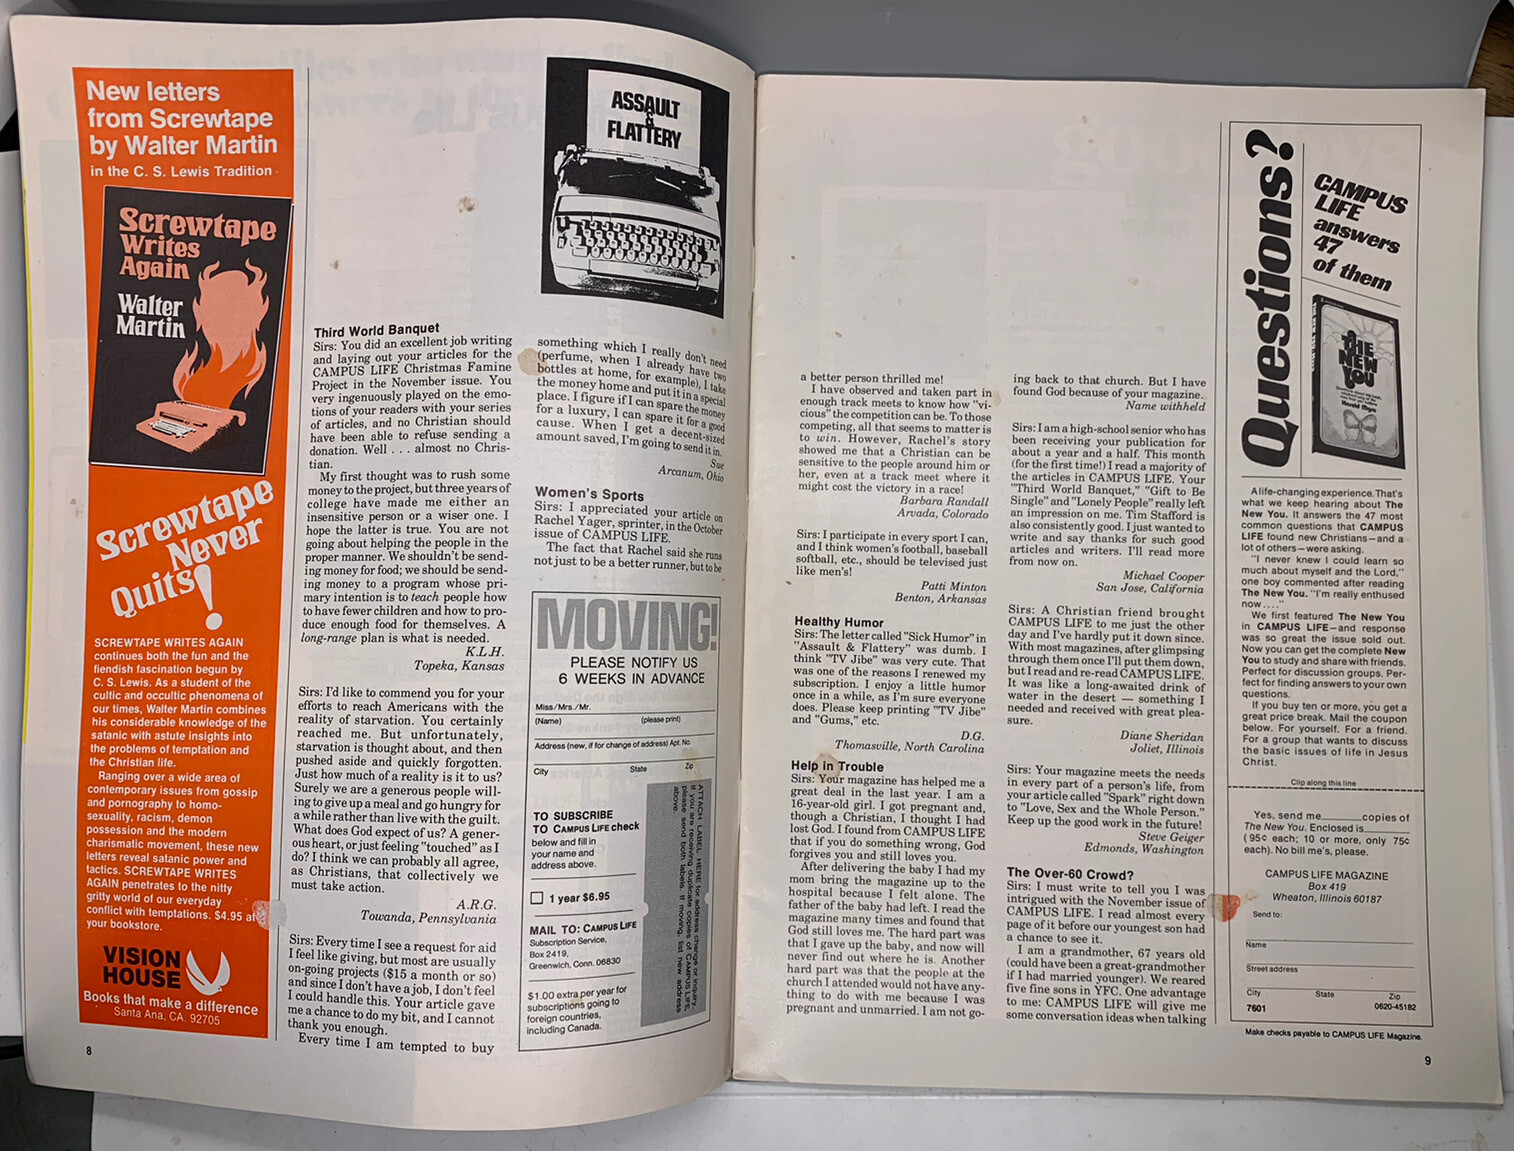 New letters
from Screwtape
by Walter Martin
in the C. S. Lewis Tradition
Screwtape
Writes
Again
Walter
Martin
Screwtape
Never
Quits!
SCREWTAPE WRITES AGAIN
continues both the fun and the
fiendish fascination begun by
C. S. Lewis. As a student of the
cultic and occultic phenomena of
our times, Walter Martin combines
his considerable knowledge of the
satanic with astute insights into
the problems of temptation and
the Christian life.
Ranging over a wide area of
contemporary issues from gossip
and pornography to homo-
sexuality, racism, demon
possession and the modern
charismatic movement, these new
letters reveal satanic power and
tactics. SCREWTAPE WRITES
AGAIN penetrates to the nitty
gritty world of our everyday
conflict with temptations. $4.95 at
your bookstore.
VISION
HOUSE
Books that make a difference
Santa Ana, CA. 92705
8
Third World Banquet
Sirs: You did an excellent job writing
and laying out your articles for the
CAMPUS LIFE Christmas Famine
Project in the November issue. You
very ingenuously played on the emo-
tions of your readers with your series
of articles, and no Christian should
have been able to refuse sending a
donation. Well . . . almost no Chris-
tian.
My first thought was to rush some
money to the project, but three years of
college have made me either an
insensitive person or a wiser one. I
hope the latter is true. You are not
going about helping the people in the
proper manner. We shouldn't be send-
ing money for food; we should be send-
ing money to a program whose pri-
mary intention is to teach people how
to have fewer children and how to pro-
duce enough food for themselves. A
long-range plan is what is needed.
K.L.H.
Topeka, Kansas
Sirs: I'd like to commend you for your
efforts to reach Americans with the
reality of starvation. You certainly
reached me. But unfortunately,
starvation is thought about, and then
pushed aside and quickly forgotten.
Just how much of a reality is it to us?
Surely we are a generous people will-
ing to give up a meal and go hungry for
a while rather than live with the guilt.
What does God expect of us? A gener-
ous heart, or just feeling "touched" as I
do? I think we can probably all agree,
as Christians, that collectively we
must take action.
A.R.G.
Towanda, Pennsylvania
Sirs: Every time I see a request for aid
I feel like giving, but most are usually
on-going projects ($15 a month or so)
and since I don't have a job, I don't feel
I could handle this. Your article gave
me a chance to do my bit, and I cannot
thank you enough.
Every time I am tempted to buy
ASSAULT
&
FLATTERY
something which I really don't need
(perfume, when I already have two
bottles at home, for example), I take
the money home and put it in a special
place. I figure if I can spare the money
for a luxury, I can spare it for a good
cause. When I get a decent-sized
amount saved, I'm going to send it in.
Sue
Arcanum, Ohio
Women's Sports
Sirs: I appreciated your article on
Rachel Yager, sprinter, in the October
issue of CAMPUS LIFE.
The fact that Rachel said she runs
not just to be a better runner, but to be
MOVING!
PLEASE NOTIFY US
6 WEEKS IN ADVANCE
Miss/Mrs./Mr.
(Name) (please print)
Address (new, if for change of address) Apt. No.
City State Zip
TO SUBSCRIBE
TO CAMPUS LIFE check
below and fill in
your name and
address above.
1 year $6.95
MAIL TO: CAMPUS LIFE
Subscription Service,
Box 2419,
Greenwich, Conn. 06830
$1.00 extra per year for
subscriptions going to
foreign countries,
including Canada.
ATTACH LABEL HERE for address change or inquiry.
If you are receiving duplicate copies of CAMPUS LIFE
please send both labels. If moving, list new address
above.
a better person thrilled me!
I have observed and taken part in
enough track meets to know how "vi-
cious" the competition can be. To those
competing, all that seems to matter is
to win. However, Rachel's story
showed me that a Christian can be
sensitive to the people around him or
her, even at a track meet where it
might cost the victory in a race!
Barbara Randall
Arvada, Colorado
Sirs: I participate in every sport I can,
and I think women's football, baseball
softball, etc., should be televised just
like men's!
Patti Minton
Benton, Arkansas
Healthy Humor
Sirs: The letter called "Sick Humor" in
"Assault & Flattery" was dumb. I
think "TV Jibe" was very cute. That
was one of the reasons I renewed my
subscription. I enjoy a little humor
once in a while, as I'm sure everyone
does. Please keep printing "TV Jibe"
and "Gums," etc.
D.G.
Thomasville, North Carolina
Help in Trouble
Sirs: Your magazine has helped me a
great deal in the last year. I am a
16-year-old girl. I got pregnant and,
though a Christian, I thought I had
lost God. I found from CAMPUS LIFE
that if you do something wrong, God
forgives you and still loves you.
After delivering the baby I had my
mom bring the magazine up to the
hospital because I felt alone. The
father of the baby had left. I read the
magazine many times and found that
God still loves me. The hard part was
that I gave up the baby, and now will
never find out where he is. Another
hard part was that the people at the
church I attended would not have any-
thing to do with me because I was
pregnant and unmarried. I am not go-
ing back to that church. But I have
found God because of your magazine.
Name withheld
Sirs: I am a high-school senior who has
been receiving your publication for
about a year and a half. This month
(for the first time!) I read a majority of
the articles in CAMPUS LIFE. Your
"Third World Banquet," "Gift to Be
Single" and "Lonely People" really left
an impression on me. Tim Stafford is
also consistently good. I just wanted to
write and say thanks for such good
articles and writers. I'll read more
from now on.
Michael Cooper
San Jose, California
Sirs: A Christian friend brought
CAMPUS LIFE to me just the other
day and I've hardly put it down since.
With most magazines, after glimpsing
through them once I'll put them down,
but I read and re-read CAMPUS LIFE.
It was like a long-awaited drink of
water in the desert — something I
needed and received with great plea-
sure.
Diane Sheridan
Joliet, Illinois
Sirs: Your magazine meets the needs
in every part of a person's life, from
your article called "Spark" right down
to "Love, Sex and the Whole Person."
Keep up the good work in the future!
Steve Geiger
Edmonds, Washington
The Over-60 Crowd?
Sirs: I must write to tell you I was
intrigued with the November issue of
CAMPUS LIFE. I read almost every
page of it before our youngest son had
a chance to see it.
I am a grandmother, 67 years old
(could have been a great-grandmother
if I had married younger). We reared
five fine sons in YFC. One advantage
to me: CAMPUS LIFE will give me
some conversation ideas when talking
Questions?
CAMPUS
LIFE
answers
47
of them
THE
NEW
YOU
A life-changing experience. That's
what we keep hearing about The
New You. It answers the 47 most
common questions that CAMPUS
LIFE found new Christians—and a
lot of others—were asking.
"I never knew I could learn so
much about myself and the Lord,"
one boy commented after reading
The New You. "I'm really enthused
now . . . ."
We first featured The New You
in CAMPUS LIFE—and response
was so great the issue sold out.
Now you can get the complete New
You to study and share with friends.
Perfect for discussion groups. Per-
fect for finding answers to your own
questions.
If you buy ten or more, you get a
great price break. Mail the coupon
below. For yourself. For a friend.
For a group that wants to discuss
the basic issues of life in Jesus
Christ.
Clip along this line
Yes, send me ______ copies of
The New You. Enclosed is ______
(95¢ each; 10 or more, only 75¢
each). No bill me's, please.
CAMPUS LIFE MAGAZINE
Box 419
Wheaton, Illinois 60187
Send to:
Name
Street address
City State Zip
7601 0620-45182
Make checks payable to CAMPUS LIFE Magazine.
9